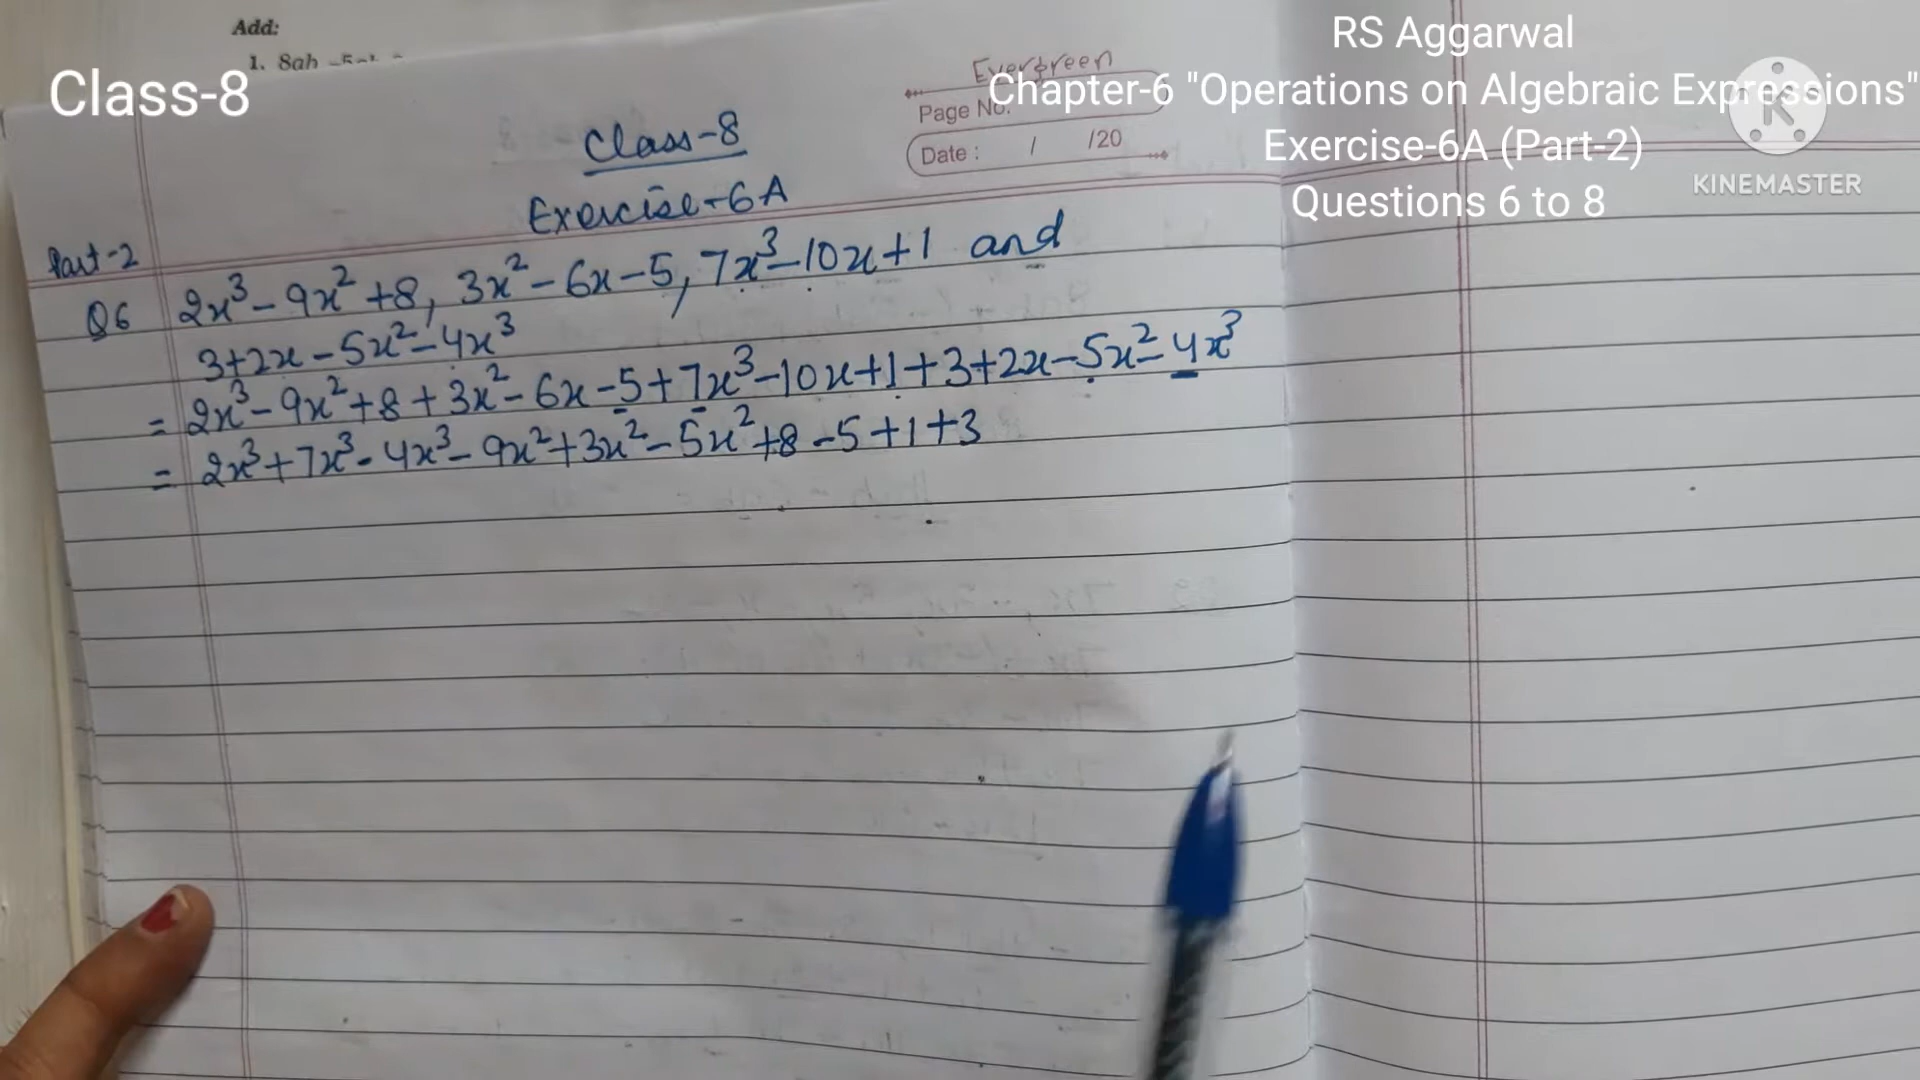 Add:
1. 8ab
Class-8
RS Aggarwal
Chapter-6 "Operations on Algebraic Expressions"
Exercise-6A (Part-2)
Questions 6 to 8
KINEMASTER
Evergreen
Page No.
Date : / /20
Class-8
Exercise-6A
Part-2
Q6 2x³ - 9x² + 8, 3x² - 6x - 5, 7x³ - 10x + 1 and
3 + 2x - 5x² - 4x³
= 2x³ - 9x² + 8 + 3x² - 6x - 5 + 7x³ - 10x + 1 + 3 + 2x - 5x² - 4x³
= 2x³ + 7x³ - 4x³ - 9x² + 3x² - 5x² + 8 - 5 + 1 + 3